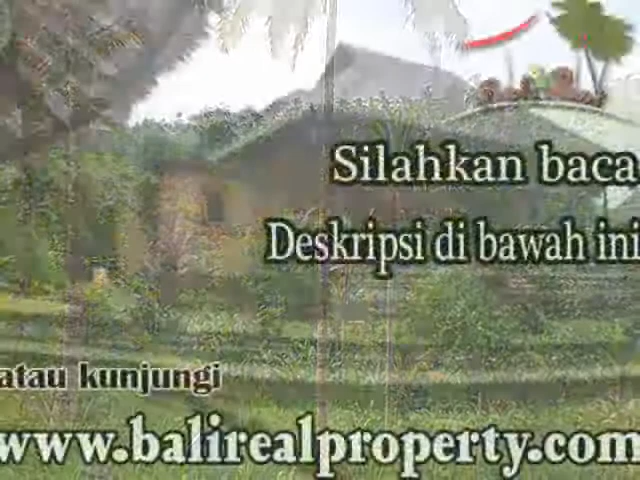 Silahkan baca
Deskripsi di bawah ini
atau kunjungi
www.balirealproperty.com